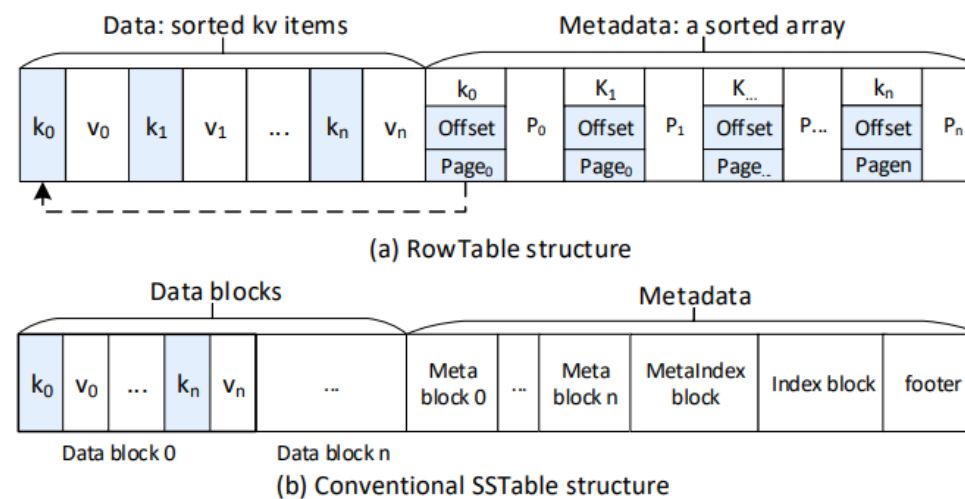 Data: sorted kv items Metadata: a sorted array
k₀ v₀ k₁ v₁ ... kₙ vₙ k₀ Offset Page₀ P₀ K₁ Offset Page₀ P₁ K... Offset Page.. P... kₙ Offset Pagen Pₙ
(a) RowTable structure
Data blocks Metadata
k₀ v₀ ... kₙ vₙ ... Meta block 0 ... Meta block n MetaIndex block Index block footer
Data block 0 Data block n
(b) Conventional SSTable structure